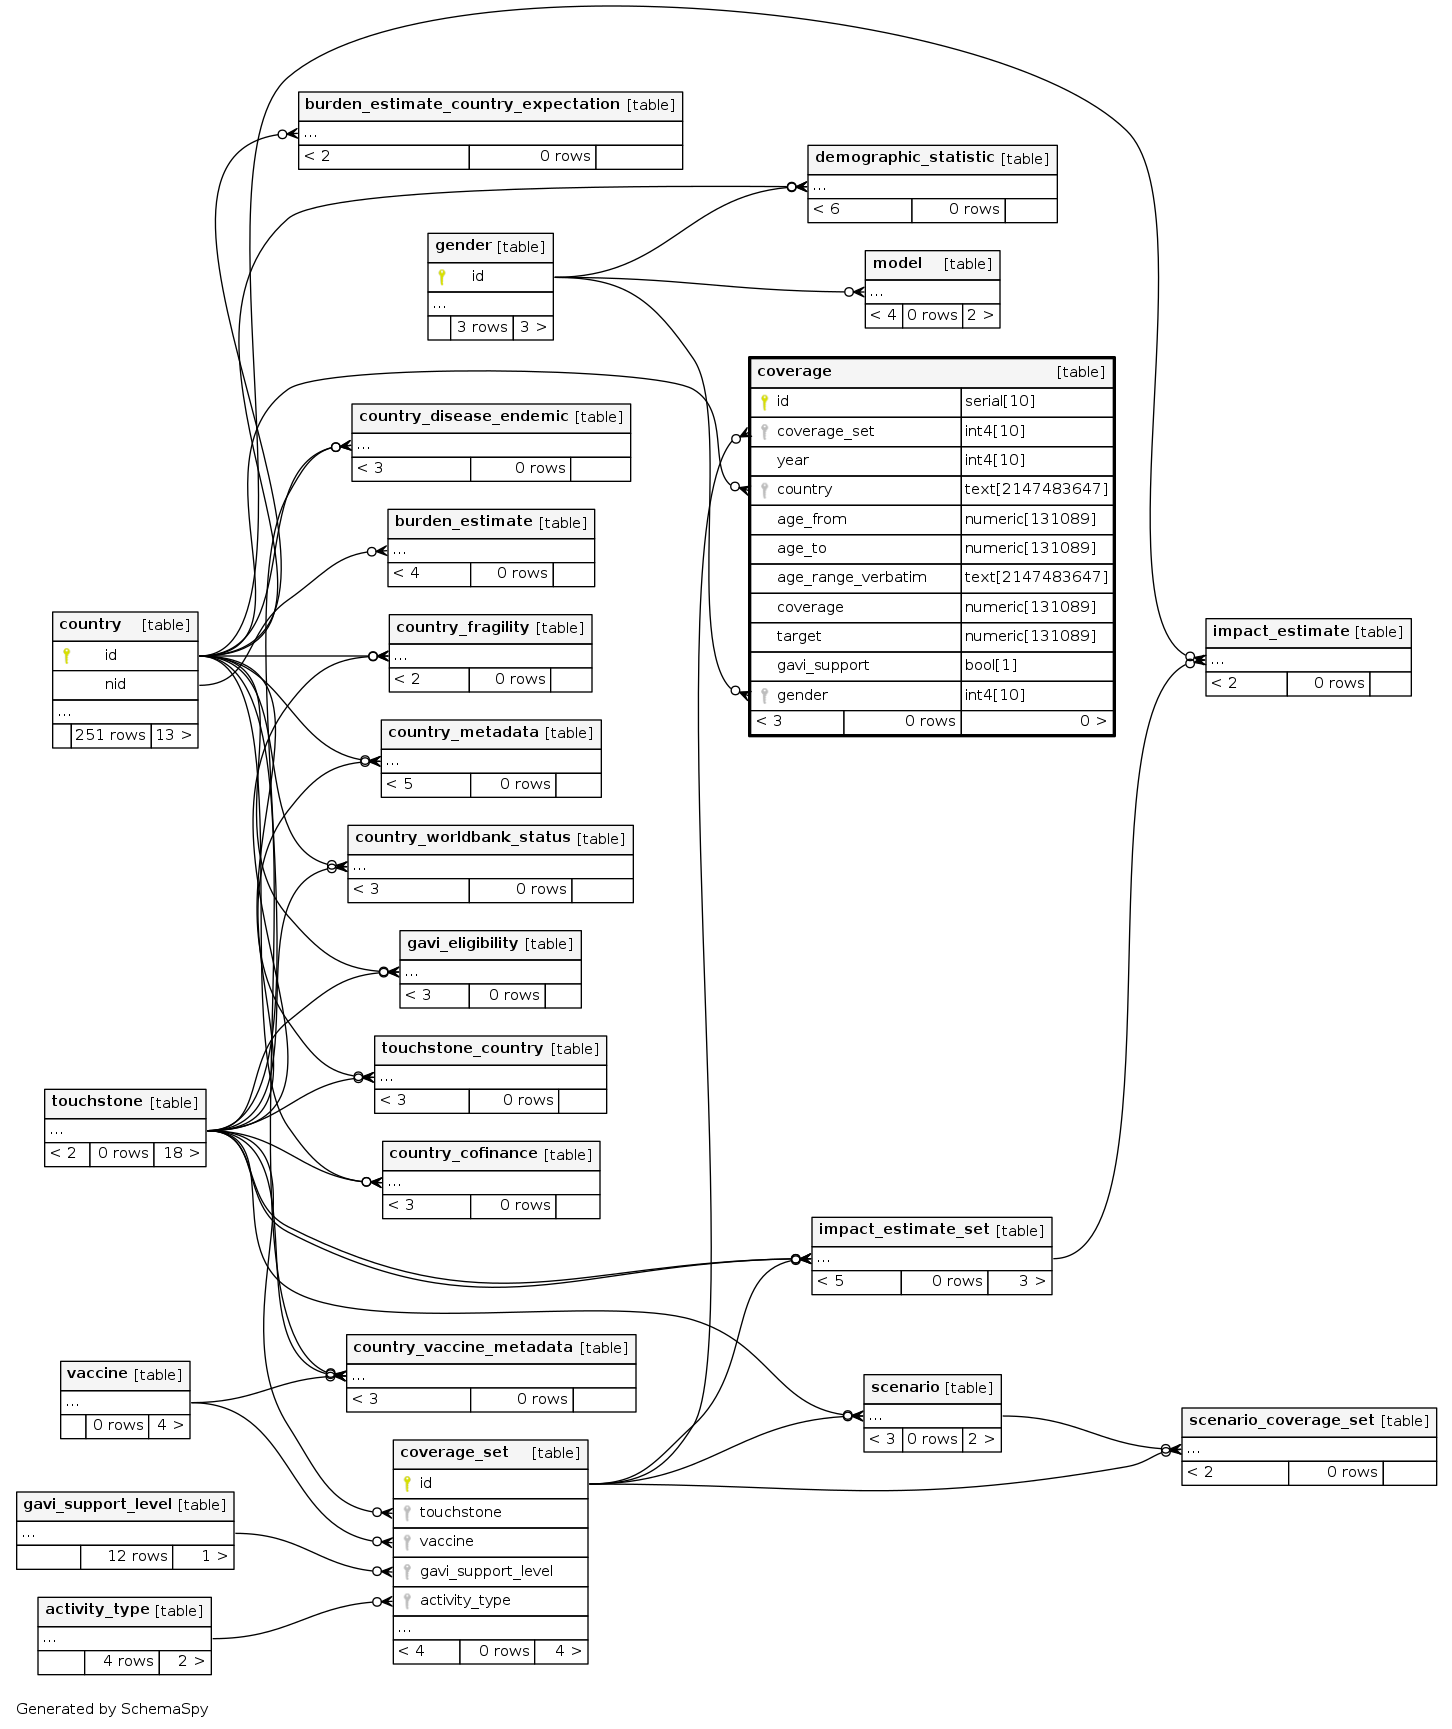 burden_estimate_country_expectation [table]
...
< 2 0 rows
demographic_statistic [table]
...
< 6 0 rows
gender [table]
id
...
3 rows 3 >
model [table]
...
< 4 0 rows 2 >
coverage [table]
id serial[10]
coverage_set int4[10]
year int4[10]
country text[2147483647]
age_from numeric[131089]
age_to numeric[131089]
age_range_verbatim text[2147483647]
coverage numeric[131089]
target numeric[131089]
gavi_support bool[1]
gender int4[10]
< 3 0 rows 0 >
country_disease_endemic [table]
...
< 3 0 rows
burden_estimate [table]
...
< 4 0 rows
country [table]
id
nid
...
251 rows 13 >
country_fragility [table]
...
< 2 0 rows
impact_estimate [table]
...
< 2 0 rows
country_metadata [table]
...
< 5 0 rows
country_worldbank_status [table]
...
< 3 0 rows
gavi_eligibility [table]
...
< 3 0 rows
touchstone_country [table]
...
< 3 0 rows
touchstone [table]
...
< 2 0 rows 18 >
country_cofinance [table]
...
< 3 0 rows
impact_estimate_set [table]
...
< 5 0 rows 3 >
country_vaccine_metadata [table]
...
< 3 0 rows
vaccine [table]
...
0 rows 4 >
scenario [table]
...
< 3 0 rows 2 >
scenario_coverage_set [table]
...
< 2 0 rows
coverage_set [table]
id
touchstone
vaccine
gavi_support_level
activity_type
...
< 4 0 rows 4 >
gavi_support_level [table]
...
12 rows 1 >
activity_type [table]
...
4 rows 2 >
Generated by SchemaSpy